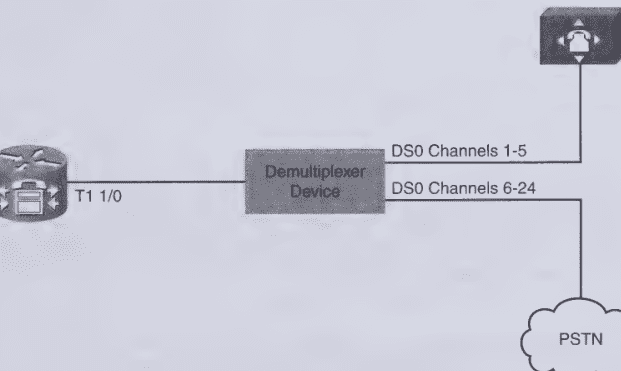 DS0 Channels 1-5
Demultiplexer
Device
DS0 Channels 6-24
T1 1/0
PSTN